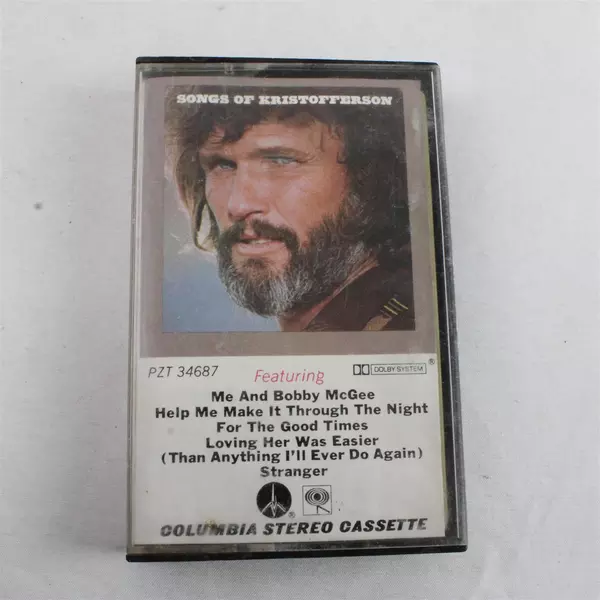 SONGS OF KRISTOFFERSON
PZT 34687
Featuring
DOLBY SYSTEM ®
Me And Bobby McGee
Help Me Make It Through The Night
For The Good Times
Loving Her Was Easier
(Than Anything I'll Ever Do Again)
Stranger
®
COLUMBIA STEREO CASSETTE